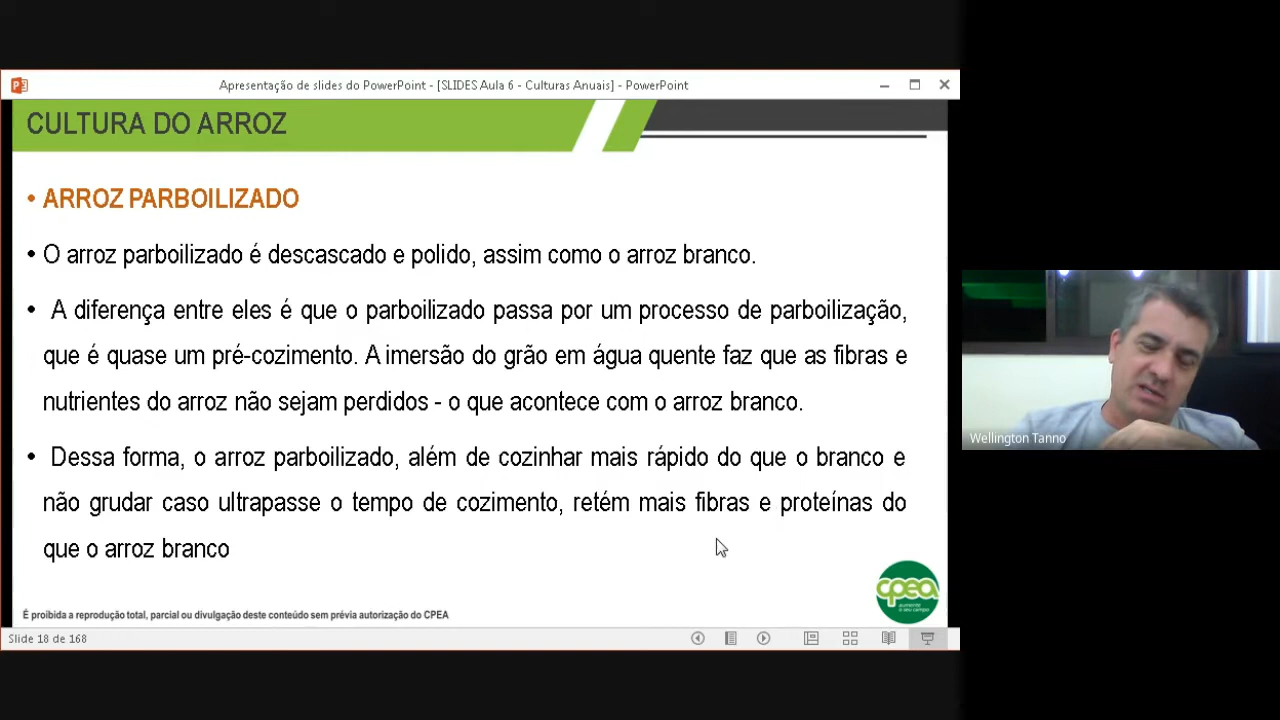 Apresentação de slides do PowerPoint - [SLIDES Aula 6 - Culturas Anuais] - PowerPoint
CULTURA DO ARROZ
• ARROZ PARBOILIZADO
• O arroz parboilizado é descascado e polido, assim como o arroz branco.
• A diferença entre eles é que o parboilizado passa por um processo de parboilização,
que é quase um pré-cozimento. A imersão do grão em água quente faz que as fibras e
nutrientes do arroz não sejam perdidos - o que acontece com o arroz branco.
• Dessa forma, o arroz parboilizado, além de cozinhar mais rápido do que o branco e
não grudar caso ultrapasse o tempo de cozimento, retém mais fibras e proteínas do
que o arroz branco
cpea
aumente
o seu campo
É proibida a reprodução total, parcial ou divulgação deste conteúdo sem prévia autorização do CPEA
Slide 18 de 168
Wellington Tanno